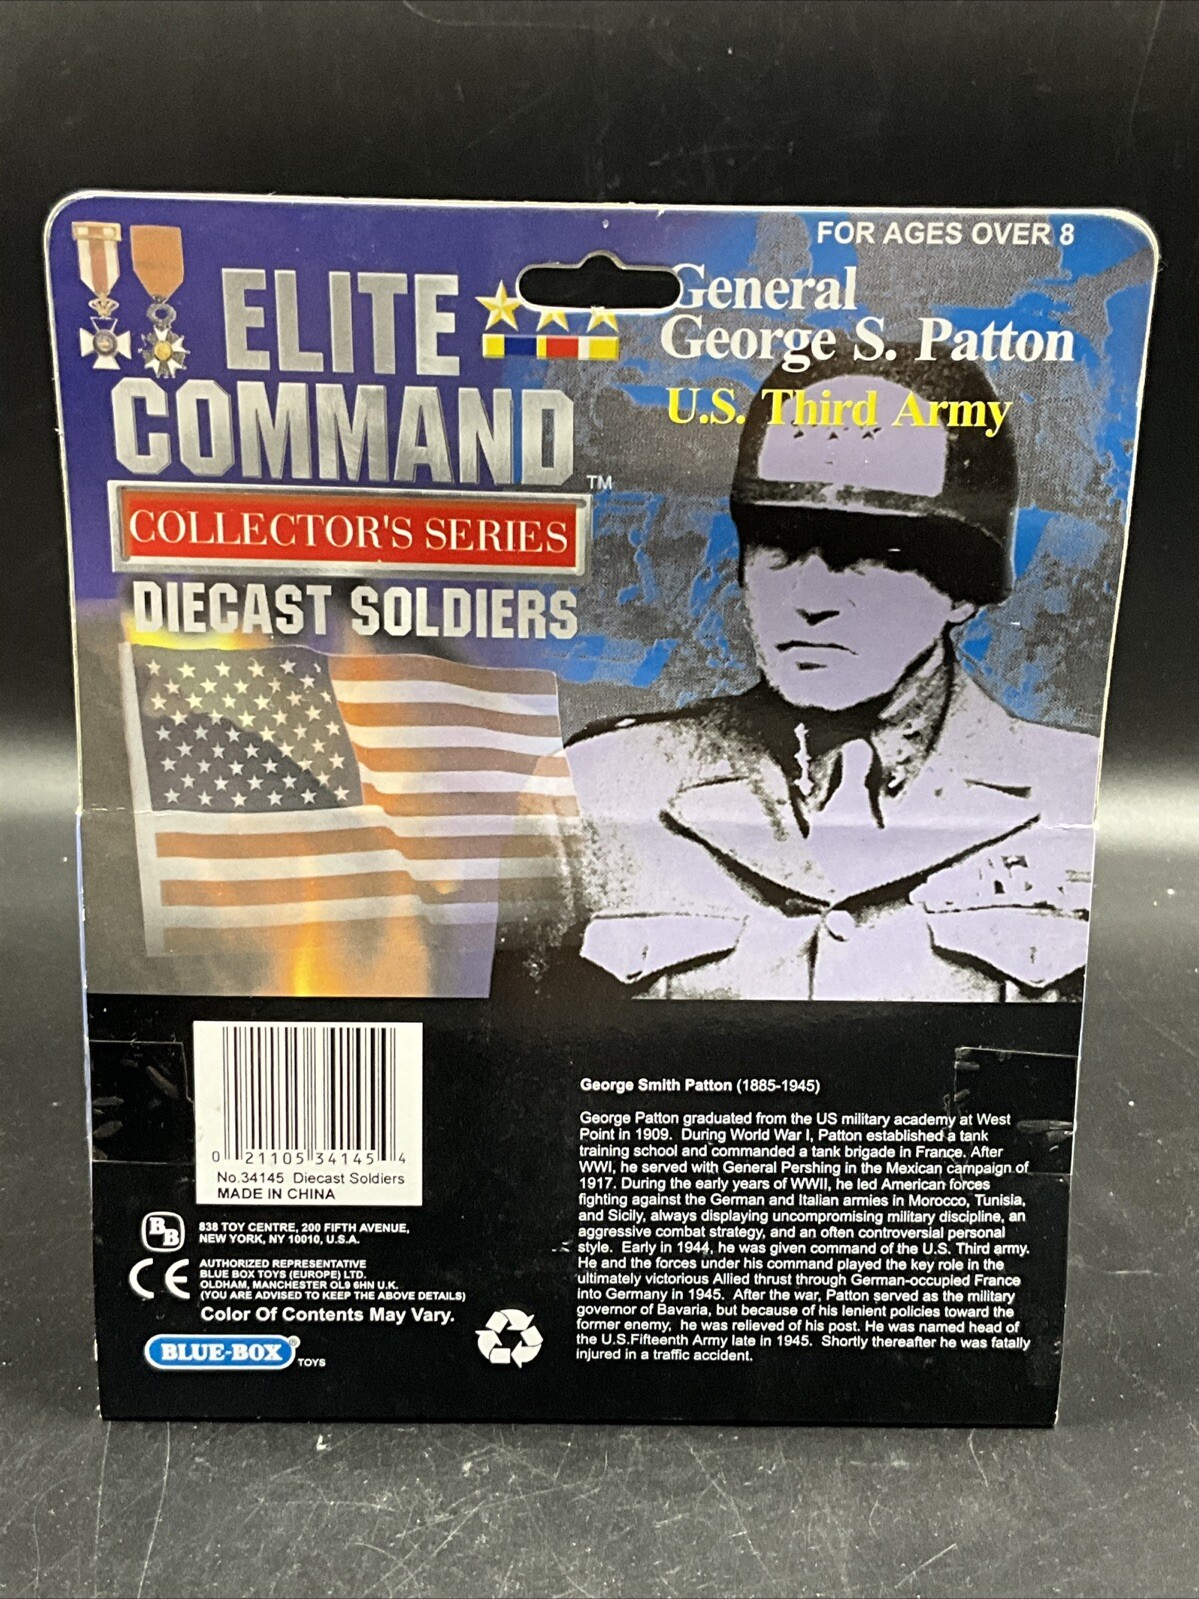 FOR AGES OVER 8
ELITE
COMMAND™
COLLECTOR'S SERIES
DIECAST SOLDIERS
General
George S. Patton
U.S. Third Army
0 21105 34145 4
No.34145 Diecast Soldiers
MADE IN CHINA
BB
838 TOY CENTRE, 200 FIFTH AVENUE,
NEW YORK, NY 10010, U.S.A.
CE
AUTHORIZED REPRESENTATIVE
BLUE BOX TOYS (EUROPE) LTD.
OLDHAM, MANCHESTER OL9 6HN U.K.
(YOU ARE ADVISED TO KEEP THE ABOVE DETAILS)
Color Of Contents May Vary.
BLUE-BOX® TOYS
George Smith Patton (1885-1945)
George Patton graduated from the US military academy at West
Point in 1909. During World War I, Patton established a tank
training school and commanded a tank brigade in France. After
WWI, he served with General Pershing in the Mexican campaign of
1917. During the early years of WWII, he led American forces
fighting against the German and Italian armies in Morocco, Tunisia,
and Sicily, always displaying uncompromising military discipline, an
aggressive combat strategy, and an often controversial personal
style. Early in 1944, he was given command of the U.S. Third army.
He and the forces under his command played the key role in the
ultimately victorious Allied thrust through German-occupied France
into Germany in 1945. After the war, Patton served as the military
governor of Bavaria, but because of his lenient policies toward the
former enemy, he was relieved of his post. He was named head of
the U.S.Fifteenth Army late in 1945. Shortly thereafter he was fatally
injured in a traffic accident.